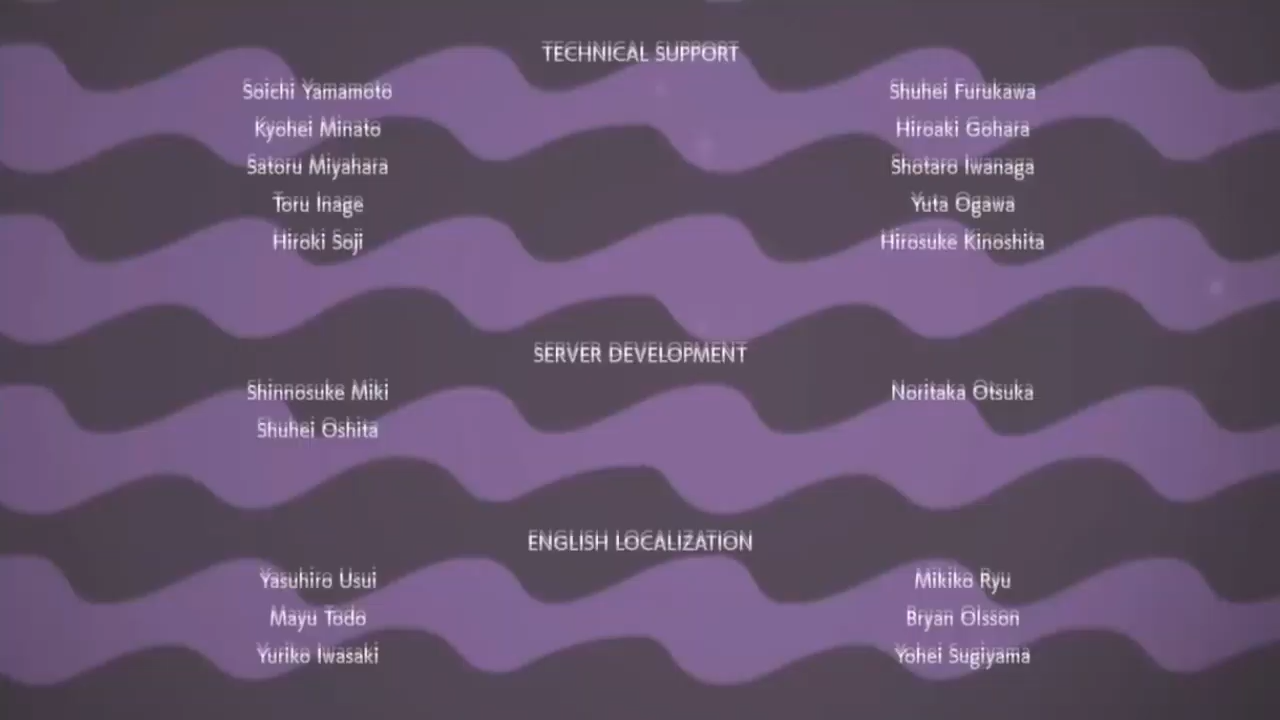 TECHNICAL SUPPORT
Soichi Yamamoto Shuhei Furukawa
Kyohei Minato Hiroaki Gohara
Satoru Miyahara Shotaro Iwanaga
Toru Inage Yuta Ogawa
Hiroki Soji Hirosuke Kinoshita
SERVER DEVELOPMENT
Shinnosuke Miki Noritaka Otsuka
Shuhei Oshita
ENGLISH LOCALIZATION
Yasuhiro Usui Mikiko Ryu
Mayu Todo Bryan Olsson
Yuriko Iwasaki Yohei Sugiyama